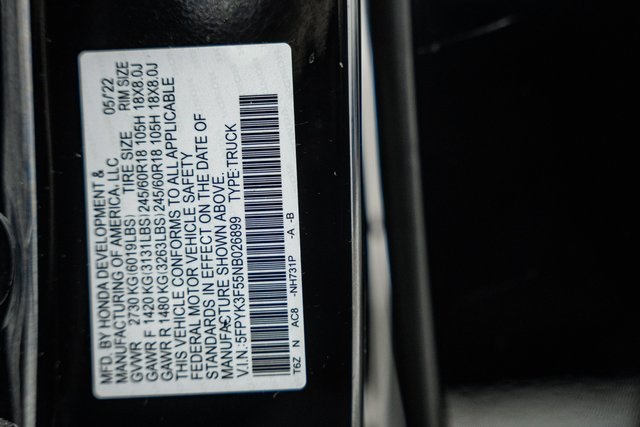 MFD. BY HONDA DEVELOPMENT &
MANUFACTURING OF AMERICA, LLC 05/22
GVWR 2730 KG(6019LBS) TIRE SIZE RIM SIZE
GAWR F 1420 KG(3131LBS) 245/60R18 105H 18X8.0J
GAWR R 1480 KG(3263LBS) 245/60R18 105H 18X8.0J
THIS VEHICLE CONFORMS TO ALL APPLICABLE
FEDERAL MOTOR VEHICLE SAFETY
STANDARDS IN EFFECT ON THE DATE OF
MANUFACTURE SHOWN ABOVE.
V.I.N.:5FPYK3F55NB026899 TYPE:TRUCK
T6Z N AC8 -NH731P -A -B